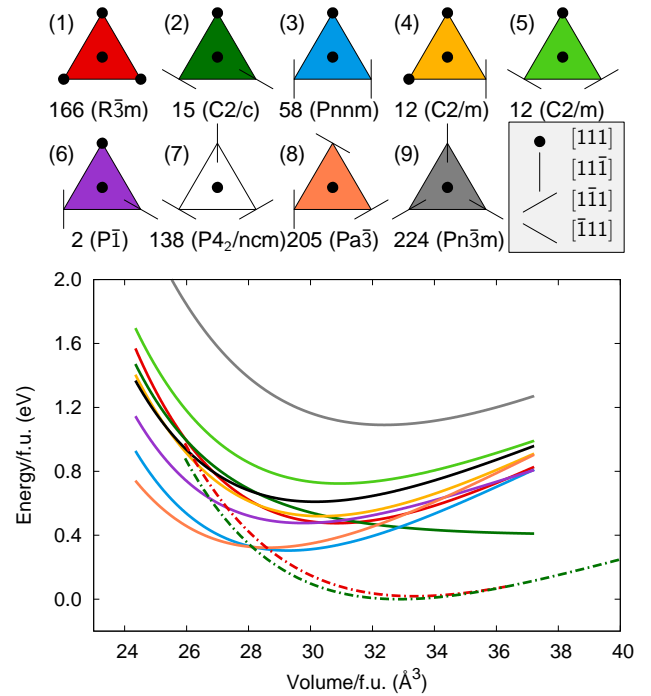 (1) (2) (3) (4) (5)
166 (R3̄m) 15 (C2/c) 58 (Pnnm) 12 (C2/m) 12 (C2/m)
(6) (7) (8) (9)
[111]
[111̄]
[11̄1]
[1̄11]
2 (P1̄) 138 (P4₂/ncm) 205 (Pa3̄) 224 (Pn3̄m)
2.0
1.6
1.2
0.8
0.4
0.0
Energy/f.u. (eV)
24 26 28 30 32 34 36 38 40
Volume/f.u. (Å³)